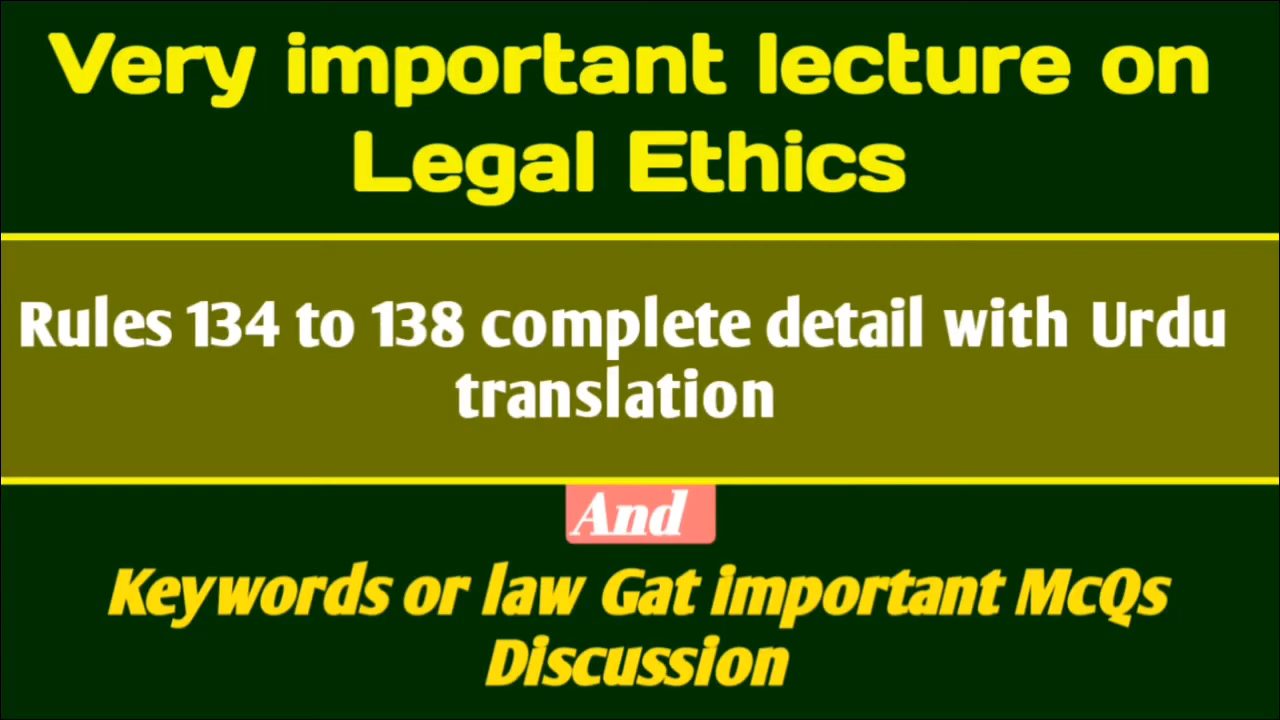 Very important lecture on
Legal Ethics
Rules 134 to 138 complete detail with Urdu
translation
And
Keywords or law Gat important McQs
Discussion